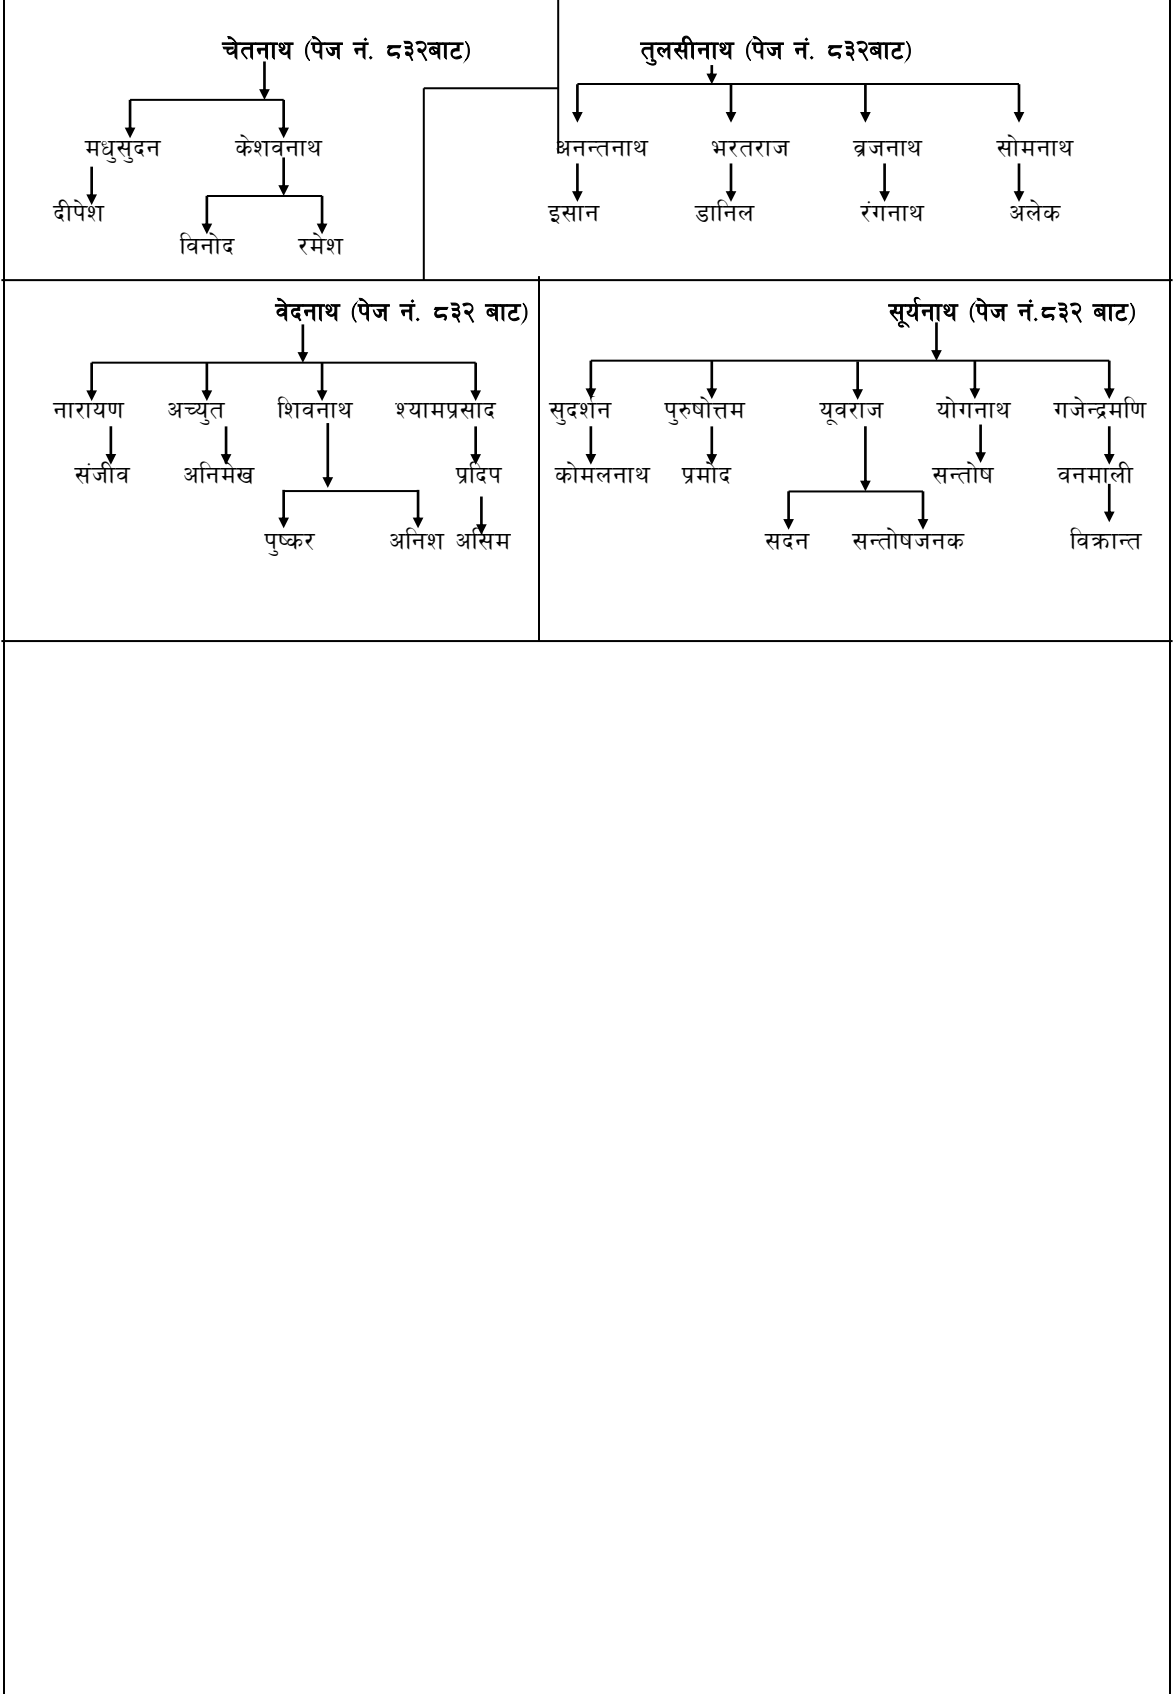 चेतनाथ (पेज नं. ८३२बाट)
मधुसुदन केशवनाथ
दीपेश
विनोद रमेश
तुलसीनाथ (पेज नं. ८३२बाट)
अनन्तनाथ भरतराज व्रजनाथ सोमनाथ
इसान डानिल रंगनाथ अलेक
वेदनाथ (पेज नं. ८३२ बाट)
नारायण अच्युत शिवनाथ श्यामप्रसाद
संजीव अनिमेख प्रदिप
पुष्कर अनिश असिम
सूर्यनाथ (पेज नं.८३२ बाट)
सुदर्शन पुरुषोत्तम यूवराज योगनाथ गजेन्द्रमणि
कोमलनाथ प्रमोद सन्तोष वनमाली
सदन सन्तोषजनक विक्रान्त